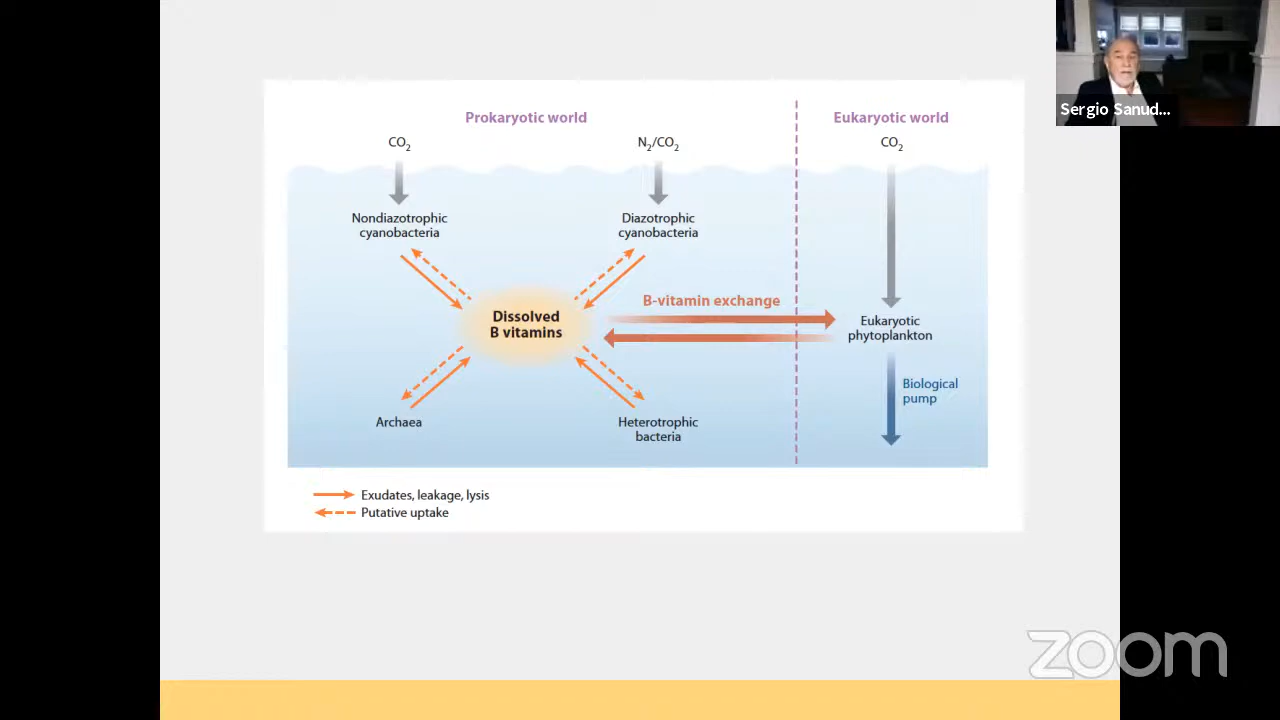 Sergio Sanud...
Prokaryotic world
Eukaryotic world
CO2
N2/CO2
CO2
Nondiazotrophic
cyanobacteria
Diazotrophic
cyanobacteria
B-vitamin exchange
Dissolved
B vitamins
Eukaryotic
phytoplankton
Biological
pump
Archaea
Heterotrophic
bacteria
Exudates, leakage, lysis
Putative uptake
zoom